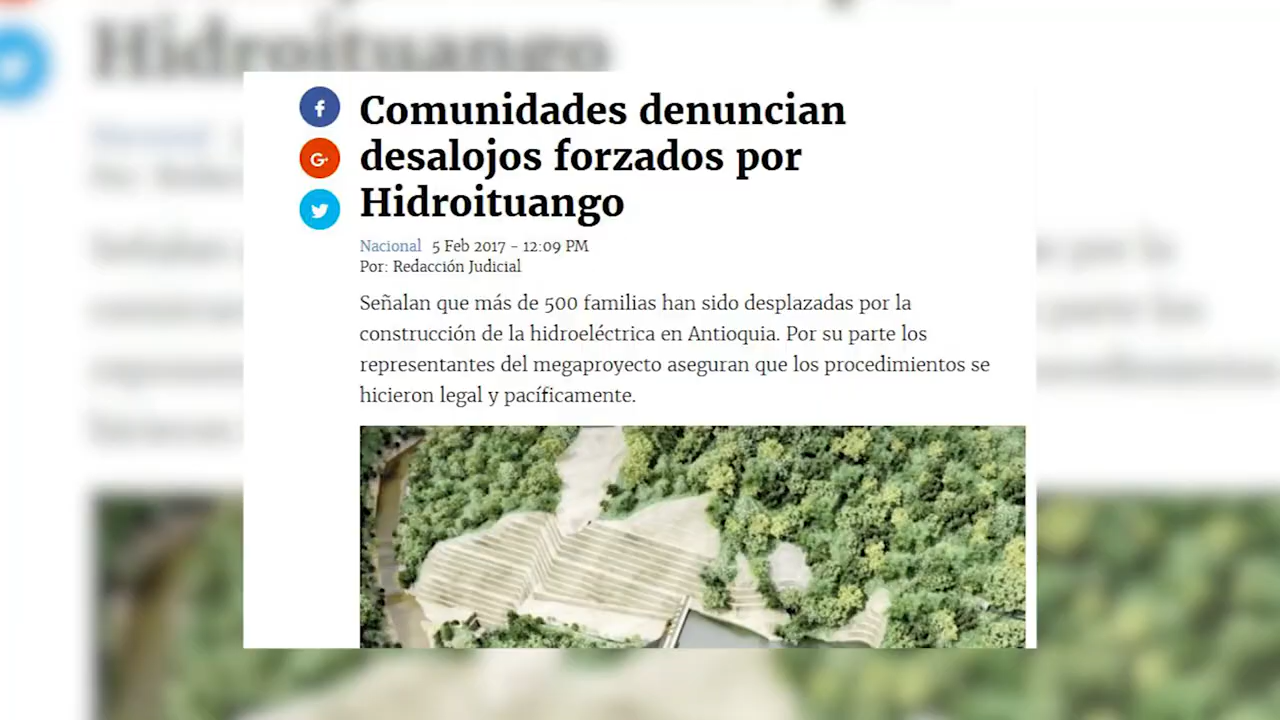 Hidroituango
Comunidades denuncian
desalojos forzados por
Hidroituango
Nacional 5 Feb 2017 - 12:09 PM
Por: Redacción Judicial
Señalan que más de 500 familias han sido desplazadas por la
construcción de la hidroeléctrica en Antioquia. Por su parte los
representantes del megaproyecto aseguran que los procedimientos se
hicieron legal y pacíficamente.